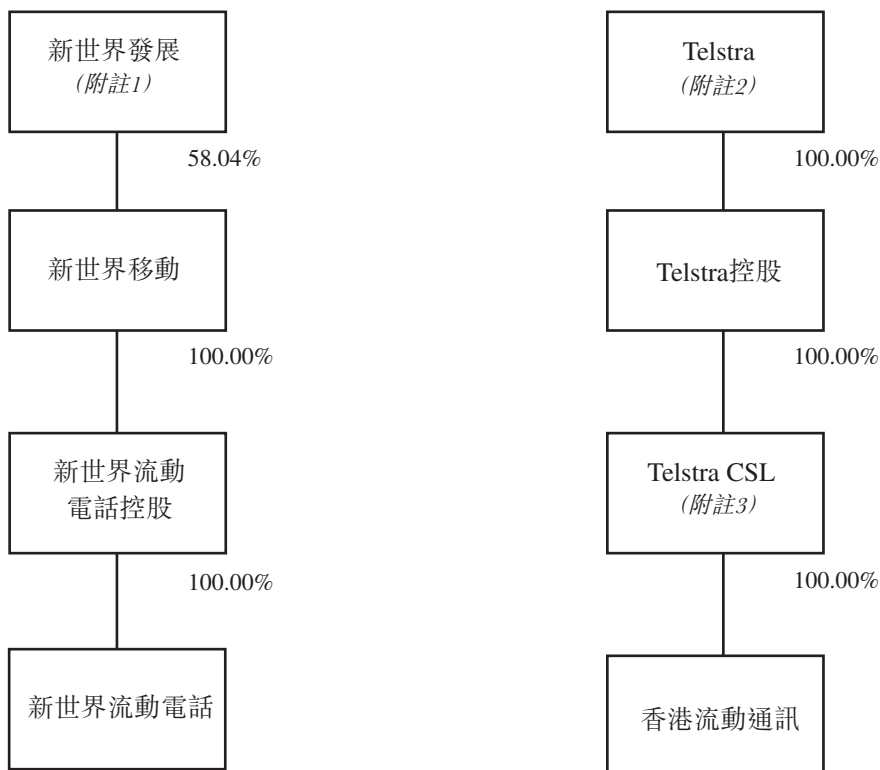 新世界發展
(附註1)
58.04%
新世界移動
100.00%
新世界流動
電話控股
100.00%
新世界流動電話
Telstra
(附註2)
100.00%
Telstra控股
100.00%
Telstra CSL
(附註3)
100.00%
香港流動通訊